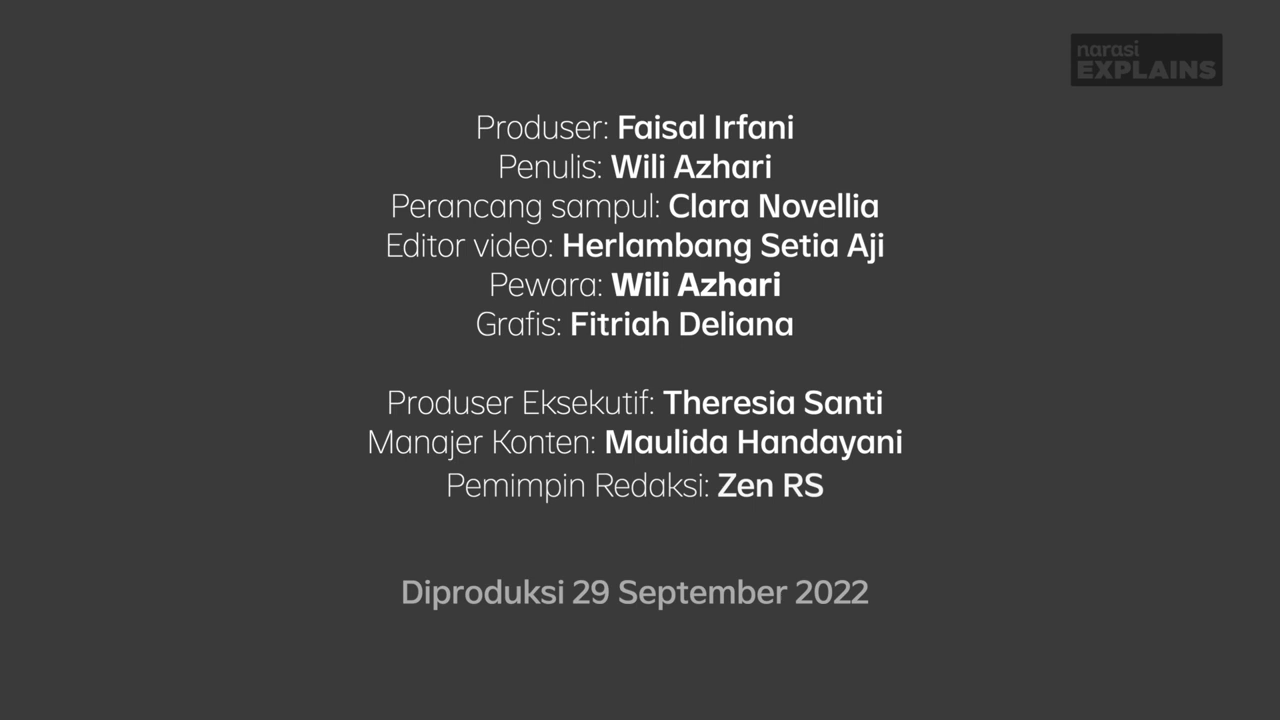 narasi
EXPLAINS
Produser: Faisal Irfani
Penulis: Wili Azhari
Perancang sampul: Clara Novellia
Editor video: Herlambang Setia Aji
Pewara: Wili Azhari
Grafis: Fitriah Deliana
Produser Eksekutif: Theresia Santi
Manajer Konten: Maulida Handayani
Pemimpin Redaksi: Zen RS
Diproduksi 29 September 2022